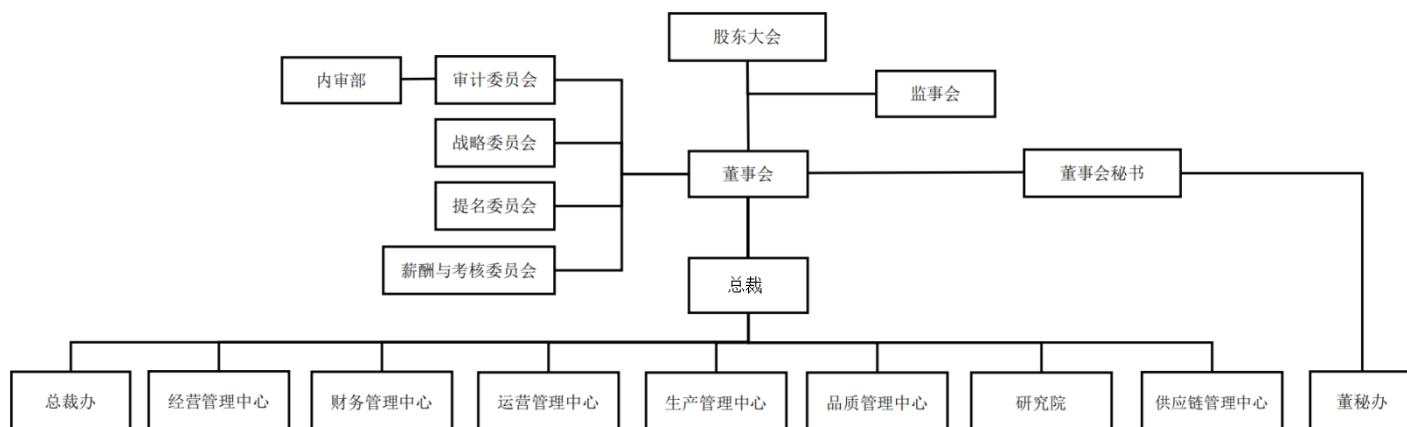 股东大会
内审部
审计委员会
监事会
战略委员会
董事会
董事会秘书
提名委员会
薪酬与考核委员会
总裁
总裁办
经营管理中心
财务管理中心
运营管理中心
生产管理中心
品质管理中心
研究院
供应链管理中心
董秘办